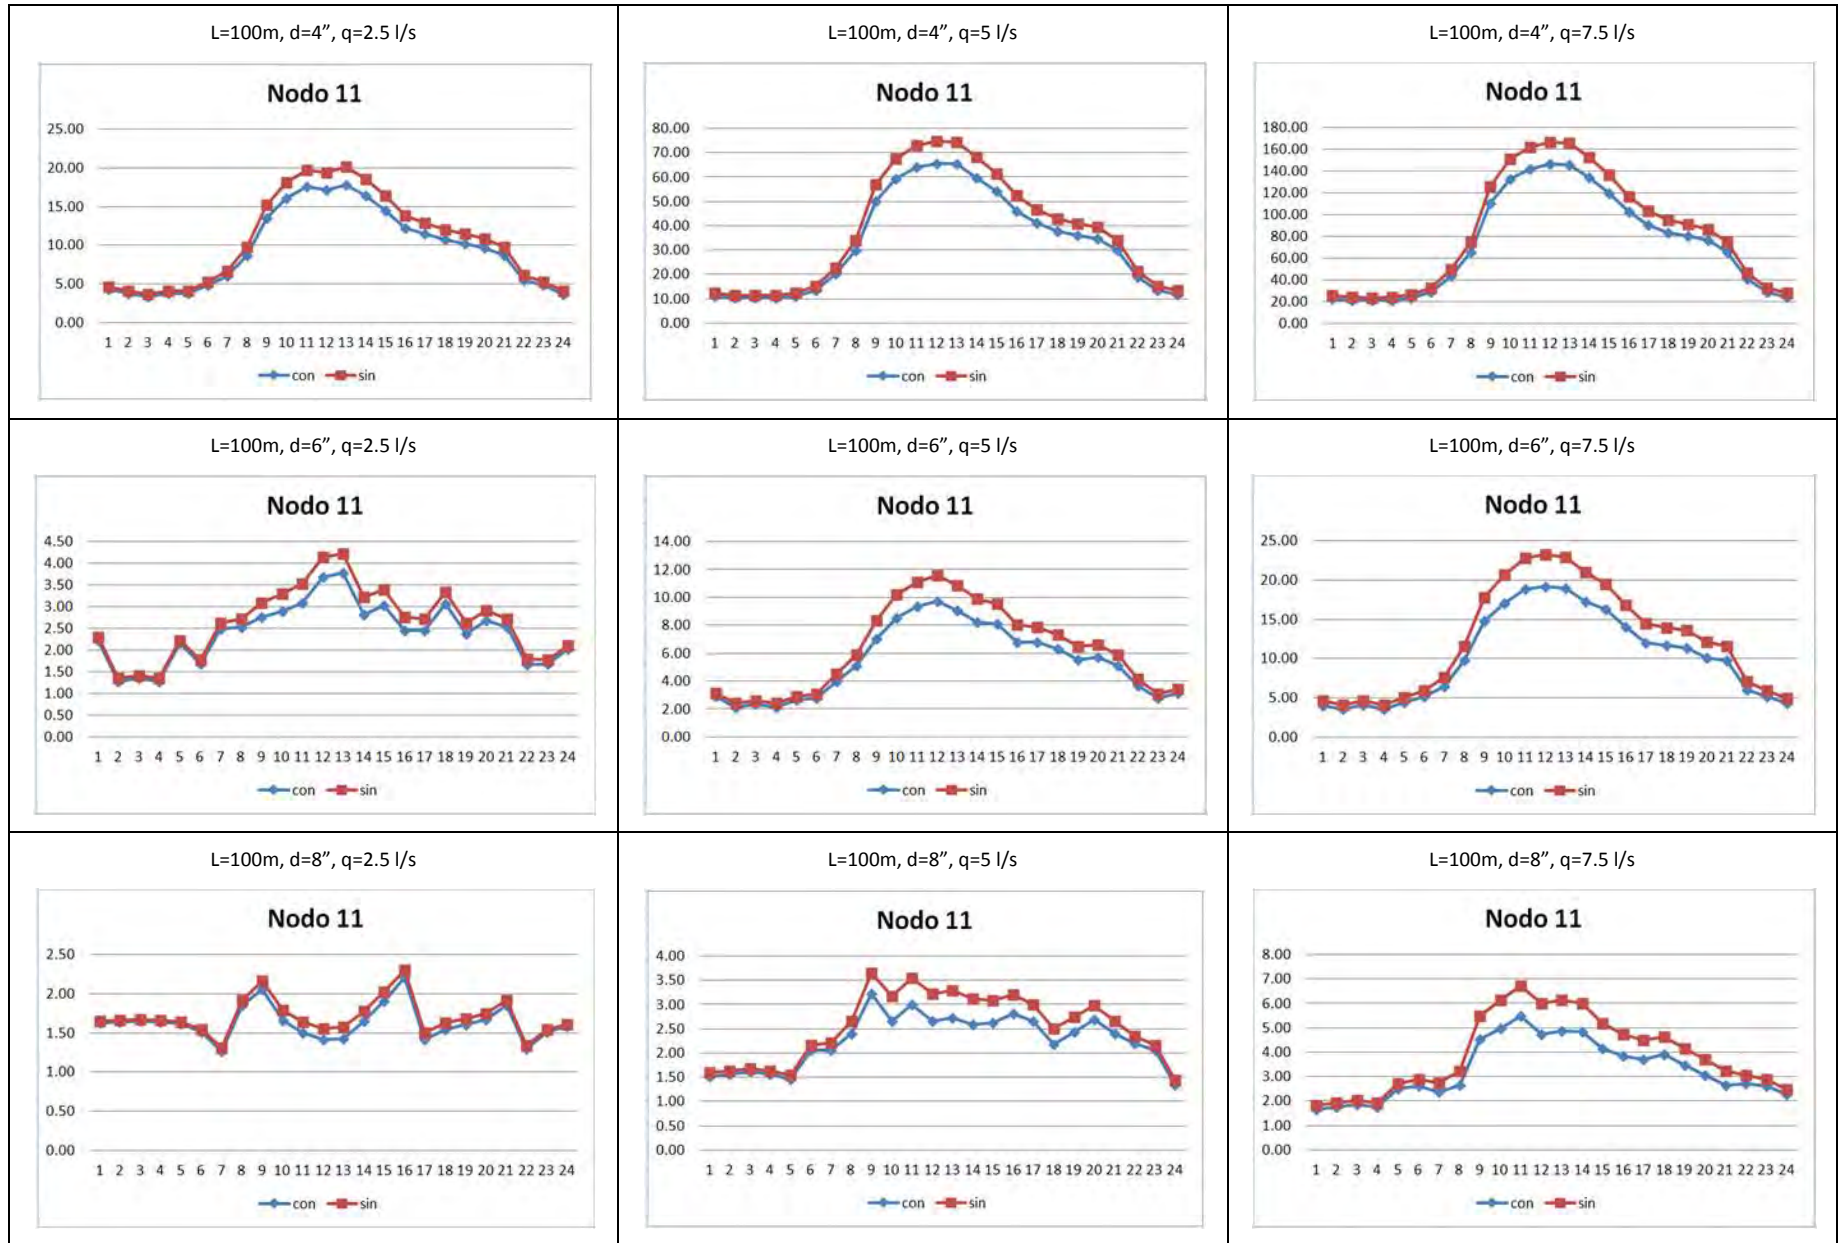 L=100m, d=4”, q=2.5 l/s
Nodo 11
25.00
20.00
15.00
10.00
5.00
0.00
1 2 3 4 5 6 7 8 9 10 11 12 13 14 15 16 17 18 19 20 21 22 23 24
con sin
L=100m, d=4”, q=5 l/s
Nodo 11
80.00
70.00
60.00
50.00
40.00
30.00
20.00
10.00
0.00
1 2 3 4 5 6 7 8 9 10 11 12 13 14 15 16 17 18 19 20 21 22 23 24
con sin
L=100m, d=4”, q=7.5 l/s
Nodo 11
180.00
160.00
140.00
120.00
100.00
80.00
60.00
40.00
20.00
0.00
1 2 3 4 5 6 7 8 9 10 11 12 13 14 15 16 17 18 19 20 21 22 23 24
con sin
L=100m, d=6”, q=2.5 l/s
Nodo 11
4.50
4.00
3.50
3.00
2.50
2.00
1.50
1.00
0.50
0.00
1 2 3 4 5 6 7 8 9 10 11 12 13 14 15 16 17 18 19 20 21 22 23 24
con sin
L=100m, d=6”, q=5 l/s
Nodo 11
14.00
12.00
10.00
8.00
6.00
4.00
2.00
0.00
1 2 3 4 5 6 7 8 9 10 11 12 13 14 15 16 17 18 19 20 21 22 23 24
con sin
L=100m, d=6”, q=7.5 l/s
Nodo 11
25.00
20.00
15.00
10.00
5.00
0.00
1 2 3 4 5 6 7 8 9 10 11 12 13 14 15 16 17 18 19 20 21 22 23 24
con sin
L=100m, d=8”, q=2.5 l/s
Nodo 11
2.50
2.00
1.50
1.00
0.50
0.00
1 2 3 4 5 6 7 8 9 10 11 12 13 14 15 16 17 18 19 20 21 22 23 24
con sin
L=100m, d=8”, q=5 l/s
Nodo 11
4.00
3.50
3.00
2.50
2.00
1.50
1.00
0.50
0.00
1 2 3 4 5 6 7 8 9 10 11 12 13 14 15 16 17 18 19 20 21 22 23 24
con sin
L=100m, d=8”, q=7.5 l/s
Nodo 11
8.00
7.00
6.00
5.00
4.00
3.00
2.00
1.00
0.00
1 2 3 4 5 6 7 8 9 10 11 12 13 14 15 16 17 18 19 20 21 22 23 24
con sin